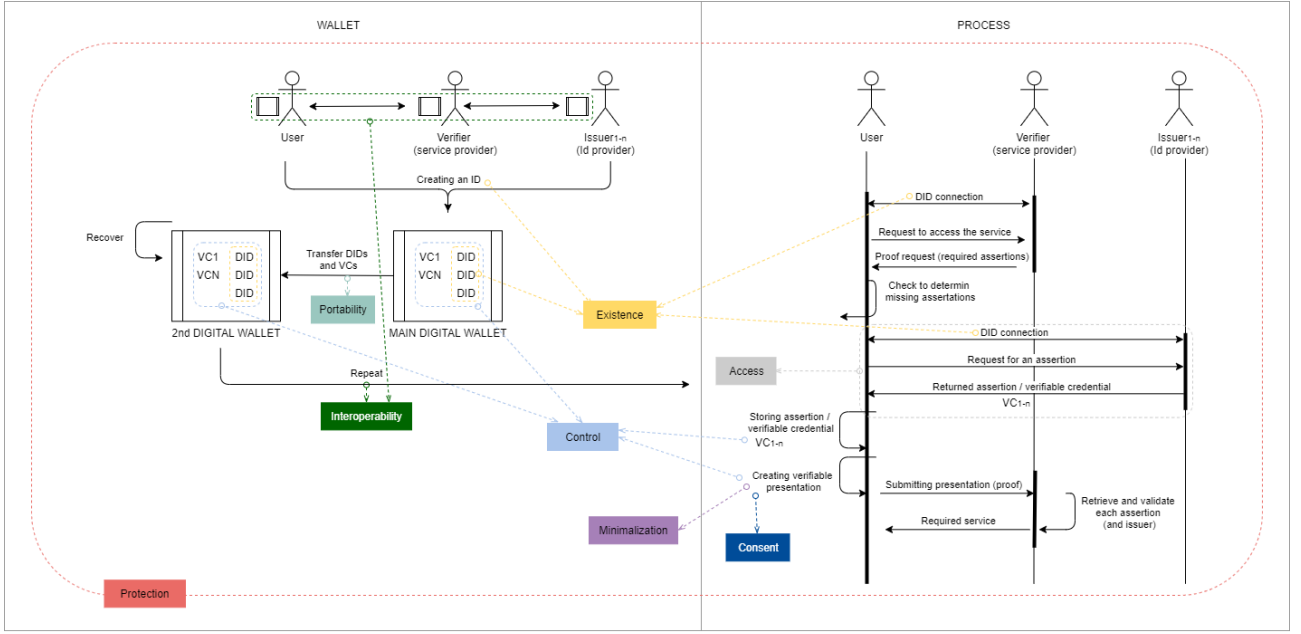 WALLET
PROCESS
User
Verifier
(service provider)
Issuer1-n
(Id provider)
Creating an ID
Recover
VC1 DID
VCN DID
DID
2nd DIGITAL WALLET
Transfer DIDs
and VCs
Portability
VC1 DID
VCN DID
DID
MAIN DIGITAL WALLET
Existence
Repeat
Interoperability
Control
Minimalization
Consent
Access
Protection
User
Verifier
(service provider)
Issuer1-n
(Id provider)
DID connection
Request to access the service
Proof request (required assertions)
Check to determin
missing assertations
DID connection
Request for an assertion
Returned assertion / verifiable credential
VC1-n
Storing assertion /
verifiable credential
VC1-n
Creating verifiable
presentation
Submitting presentation (proof)
Retrieve and validate
each assertion
(and issuer)
Required service